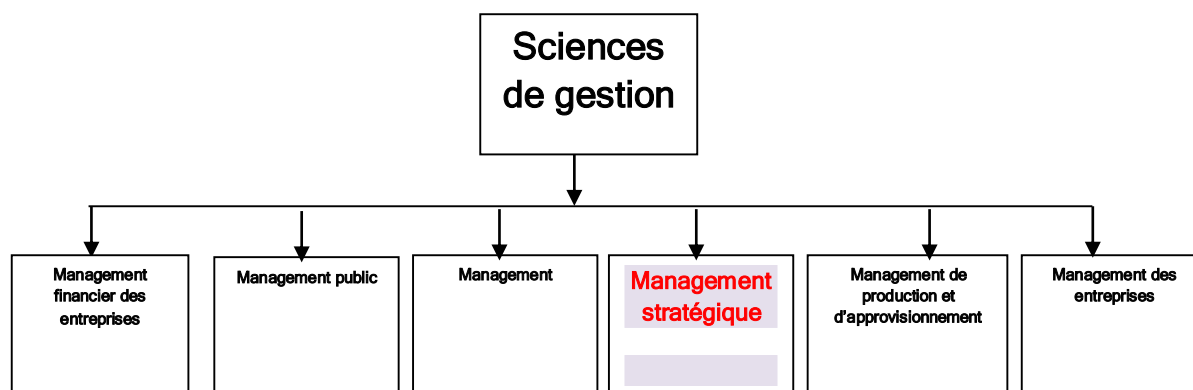 Sciences
de gestion
Management
financier des
entreprises
Management public
Management
Management
stratégique
Management de
production et
d'approvisionnement
Management des
entreprises